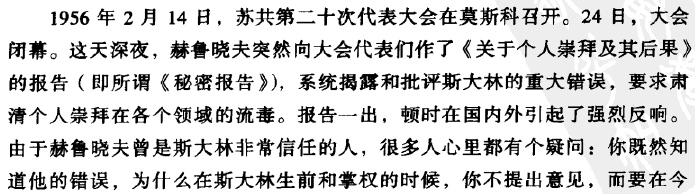 1956 年 2 月 14 日，苏共第二十次代表大会在莫斯科召开。24 日，大会
闭幕。这天深夜，赫鲁晓夫突然向大会代表们作了《关于个人崇拜及其后果》
的报告（即所谓《秘密报告》），系统揭露和批评斯大林的重大错误，要求肃
清个人崇拜在各个领域的流毒。报告一出，顿时在国内外引起了强烈反响。
由于赫鲁晓夫曾是斯大林非常信任的人，很多人心里都有个疑问：你既然知
道他的错误，为什么在斯大林生前和掌权的时候，你不提出意见，而要在今